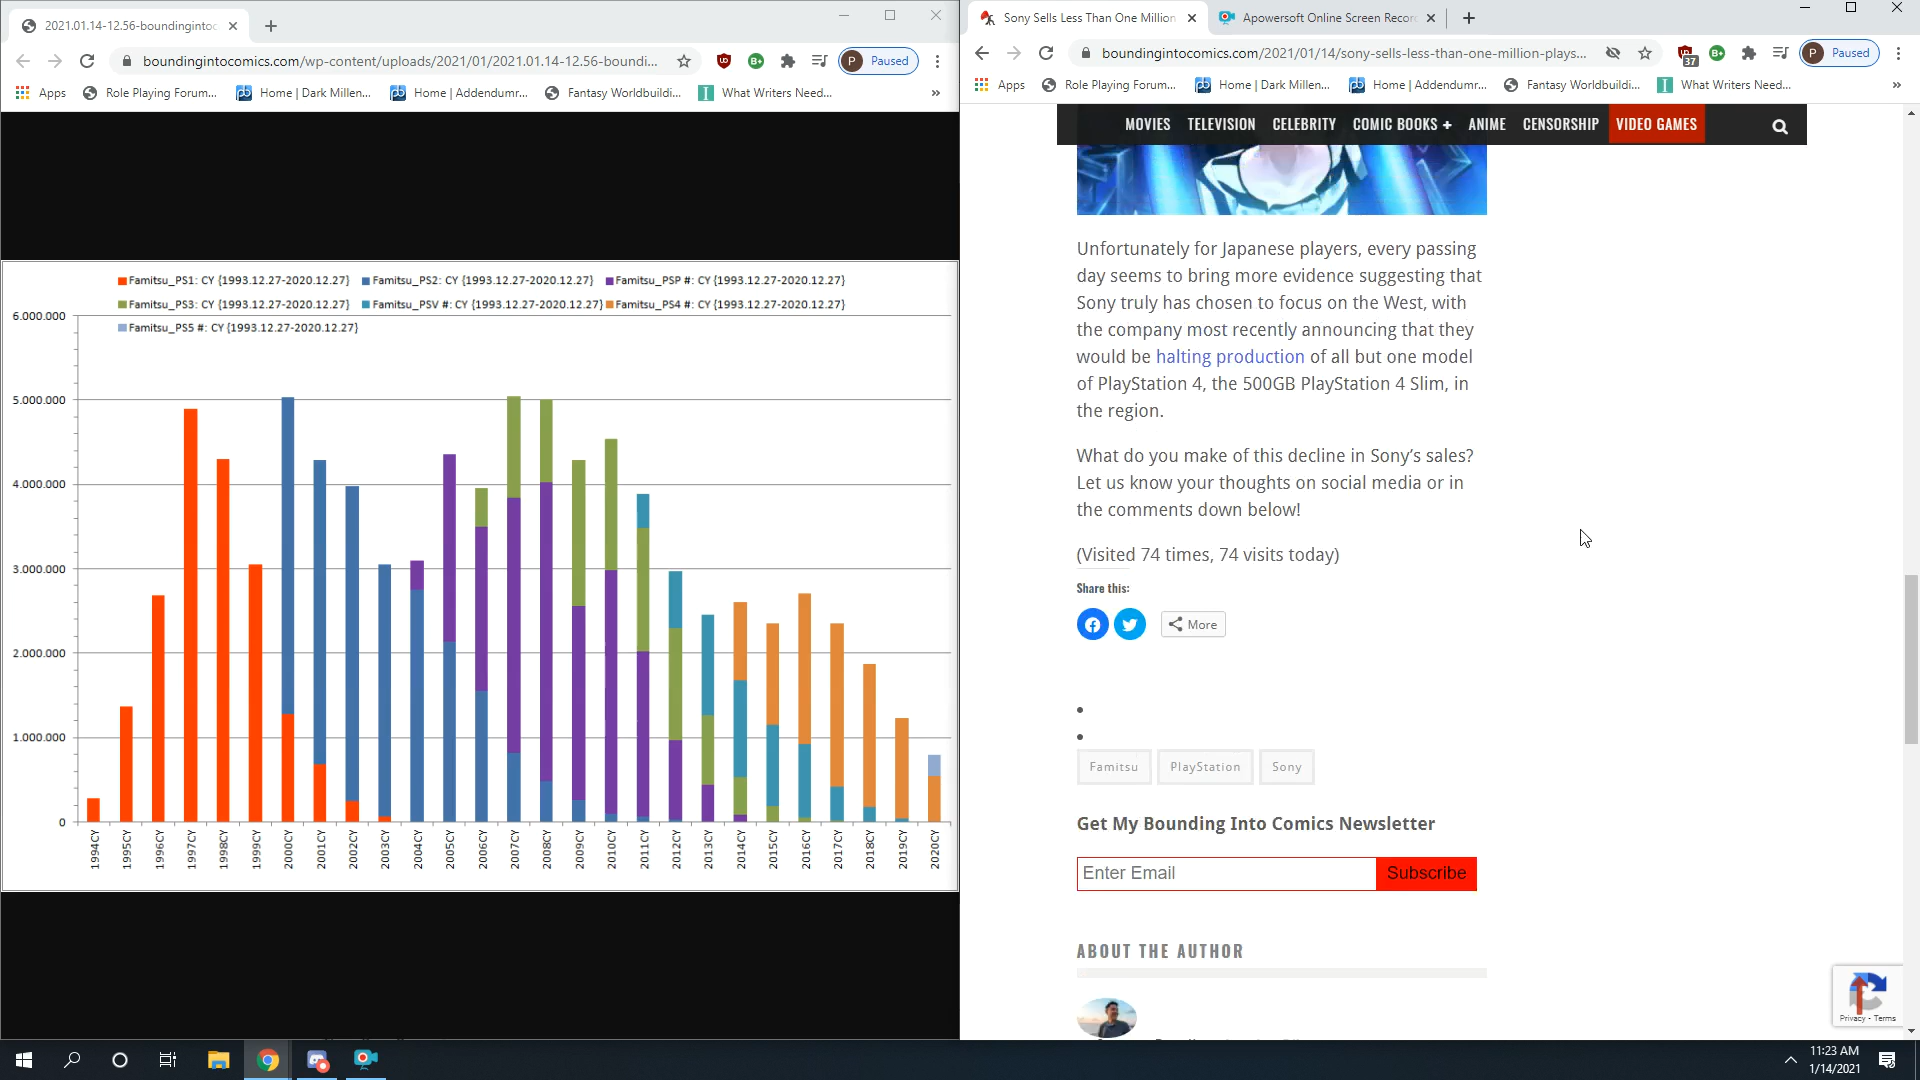 2021.01.14-12.56-boundingintoc
boundingintocomics.com/wp-content/uploads/2021/01/2021.01.14-12.56-boundi...
P Paused
Apps Role Playing Forum... Home | Dark Millen... Home | Addendumr... Fantasy Worldbuildi... What Writers Need... »
Famitsu_PS1: CY {1993.12.27-2020.12.27} Famitsu_PS2: CY {1993.12.27-2020.12.27} Famitsu_PSP #: CY {1993.12.27-2020.12.27}
Famitsu_PS3: CY {1993.12.27-2020.12.27} Famitsu_PSV #: CY {1993.12.27-2020.12.27} Famitsu_PS4 #: CY {1993.12.27-2020.12.27}
Famitsu_PS5 #: CY {1993.12.27-2020.12.27}
6.000.000
5.000.000
4.000.000
3.000.000
2.000.000
1.000.000
0
1994CY 1995CY 1996CY 1997CY 1998CY 1999CY 2000CY 2001CY 2002CY 2003CY 2004CY 2005CY 2006CY 2007CY 2008CY 2009CY 2010CY 2011CY 2012CY 2013CY 2014CY 2015CY 2016CY 2017CY 2018CY 2019CY 2020CY
Sony Sells Less Than One Million Apowersoft Online Screen Recor
boundingintocomics.com/2021/01/14/sony-sells-less-than-one-million-plays...
37
P Paused
Apps Role Playing Forum... Home | Dark Millen... Home | Addendumr... Fantasy Worldbuildi... What Writers Need... »
MOVIES TELEVISION CELEBRITY COMIC BOOKS + ANIME CENSORSHIP VIDEO GAMES
Unfortunately for Japanese players, every passing
day seems to bring more evidence suggesting that
Sony truly has chosen to focus on the West, with
the company most recently announcing that they
would be halting production of all but one model
of PlayStation 4, the 500GB PlayStation 4 Slim, in
the region.
What do you make of this decline in Sony's sales?
Let us know your thoughts on social media or in
the comments down below!
(Visited 74 times, 74 visits today)
Share this:
More
Famitsu PlayStation Sony
Get My Bounding Into Comics Newsletter
Enter Email Subscribe
ABOUT THE AUTHOR
Privacy - Terms
11:23 AM
1/14/2021